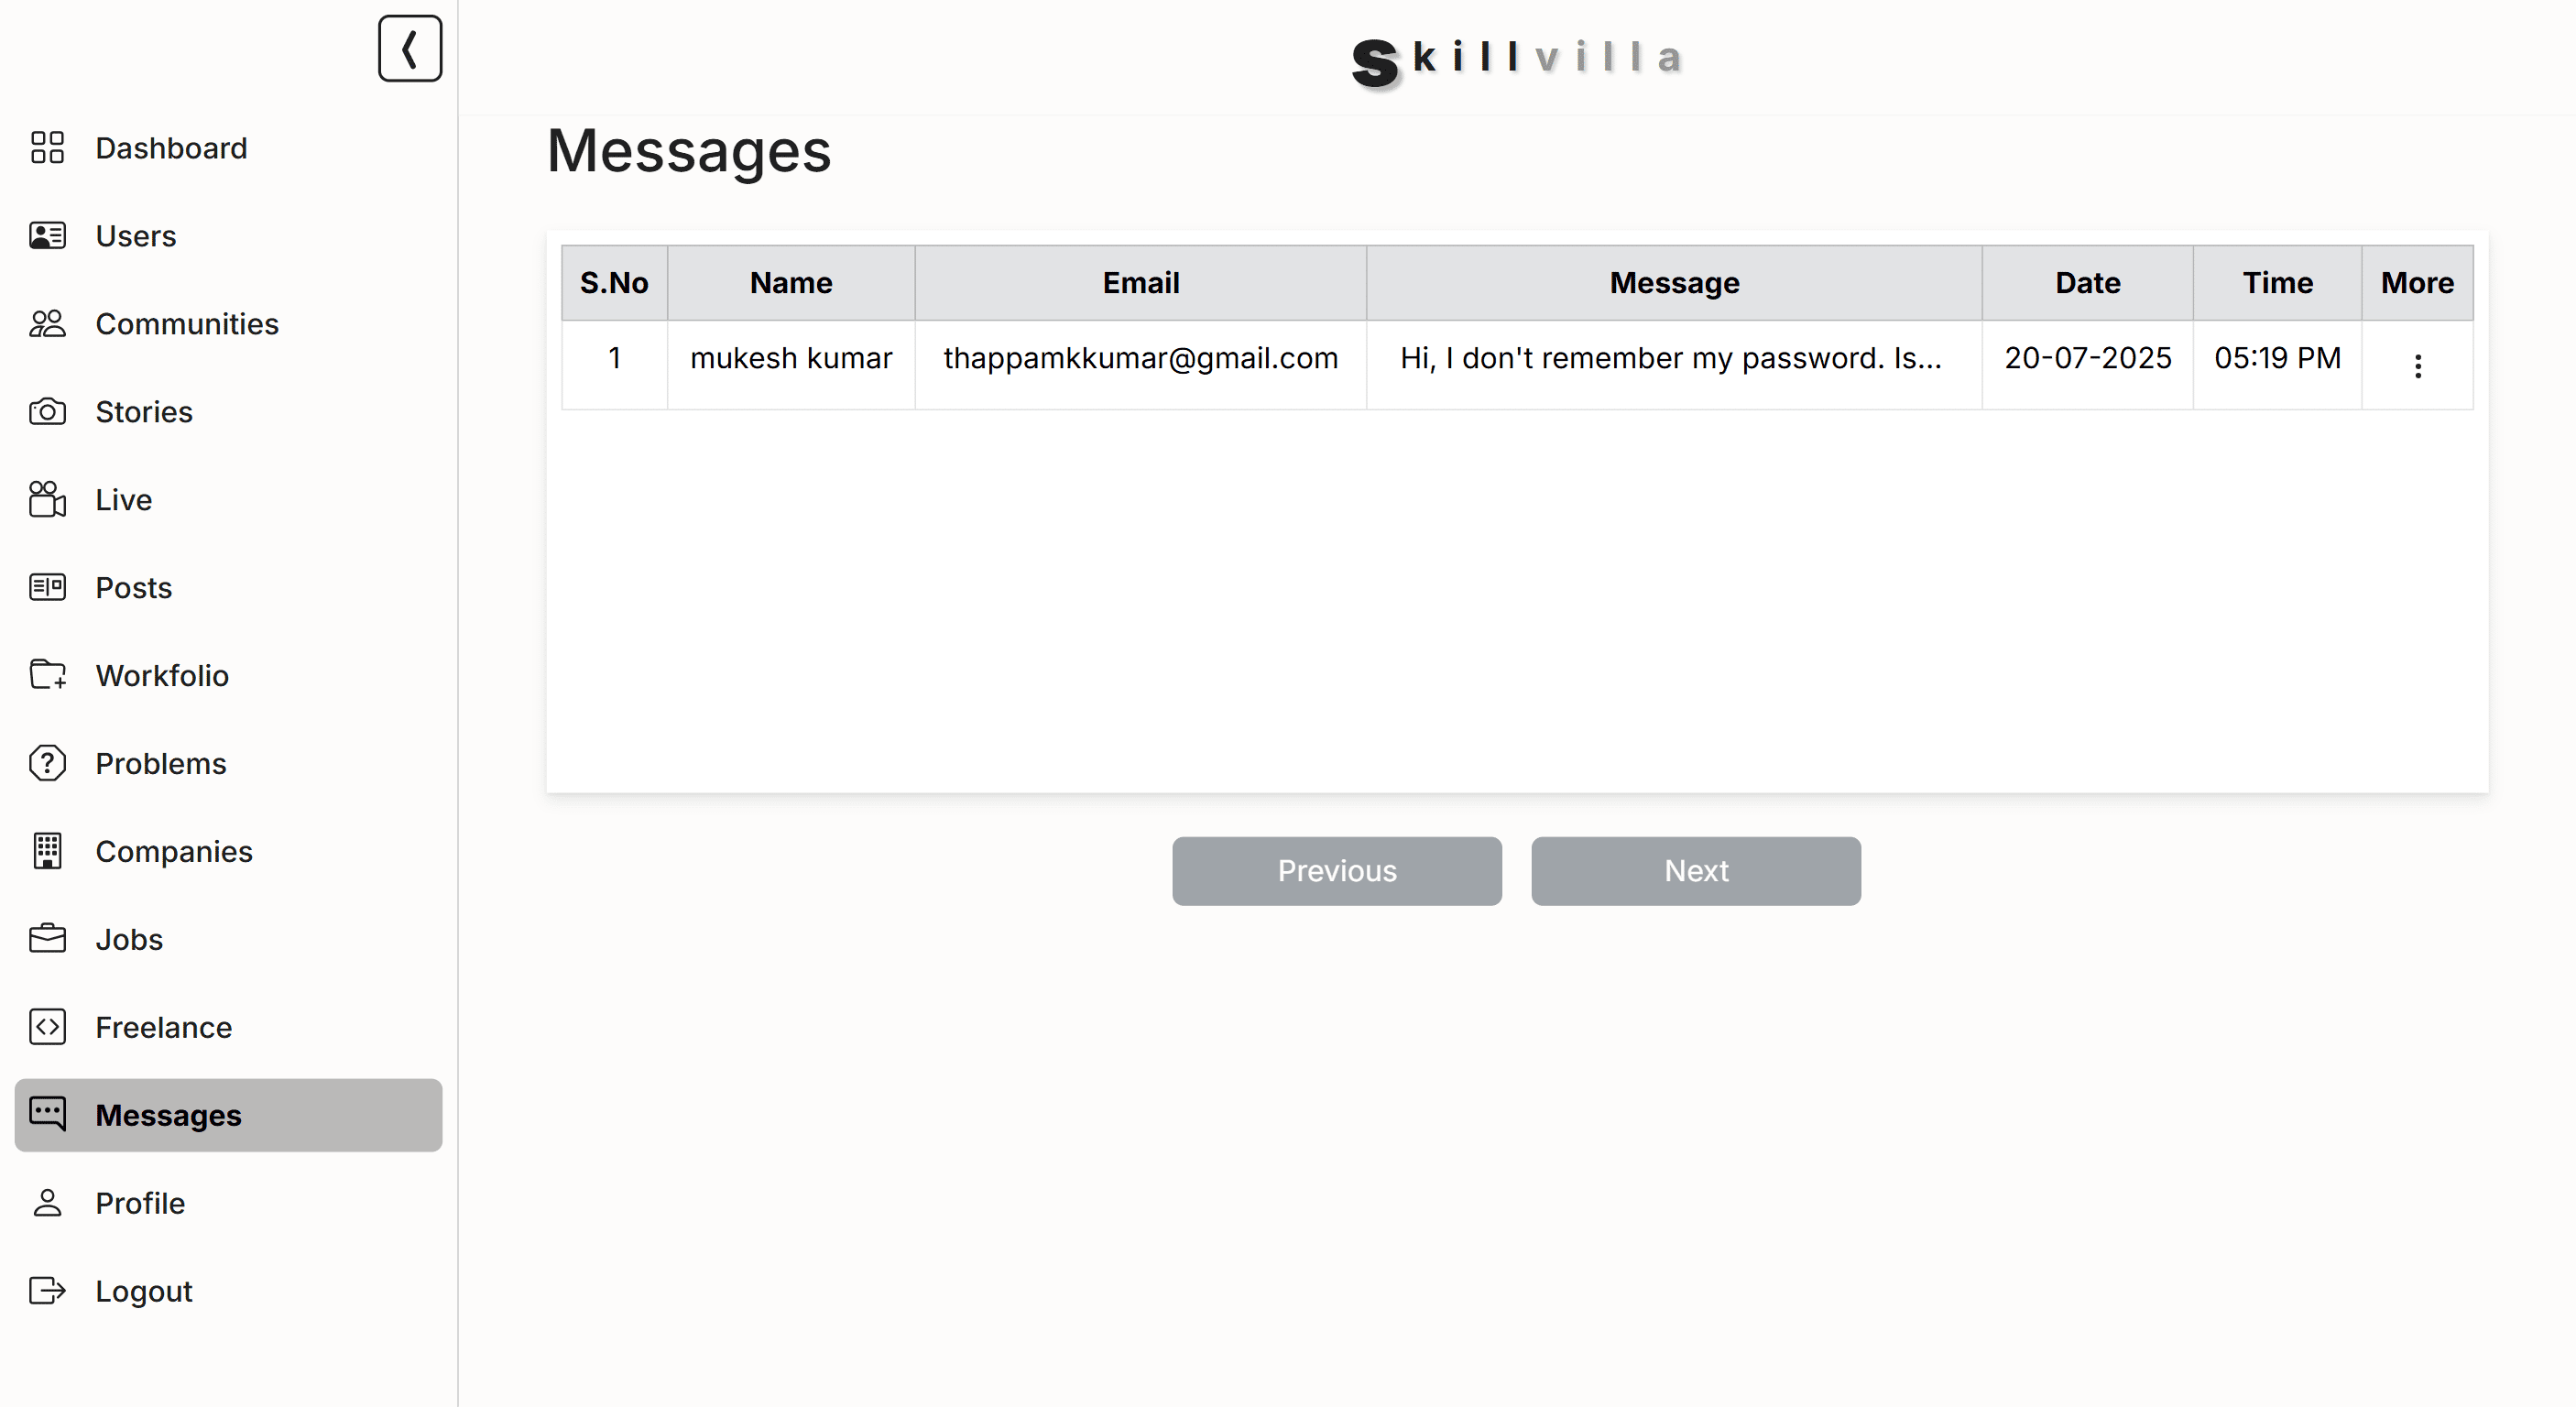 Skillvilla
Dashboard
Users
Communities
Stories
Live
Posts
Workfolio
Problems
Companies
Jobs
Freelance
Messages
Profile
Logout
Messages
S.No Name Email Message Date Time More
1 mukesh kumar thappamkkumar@gmail.com Hi, I don't remember my password. Is... 20-07-2025 05:19 PM
Previous Next